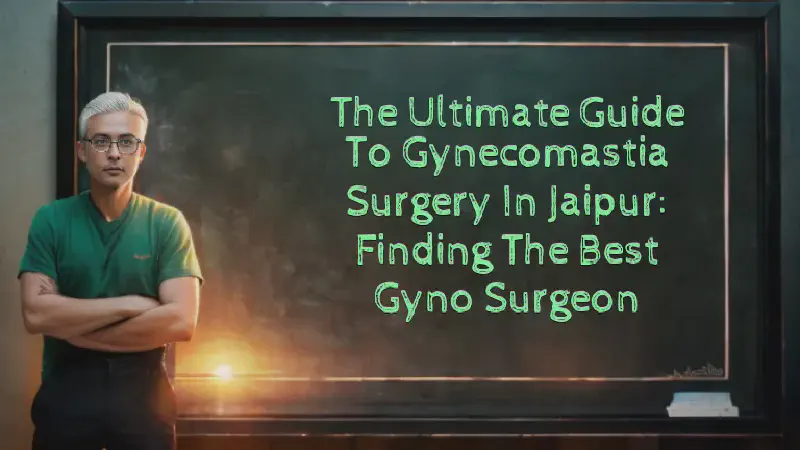 The Ultimate Guide
To Gynecomastia
Surgery In Jaipur:
Finding The Best
Gyno Surgeon